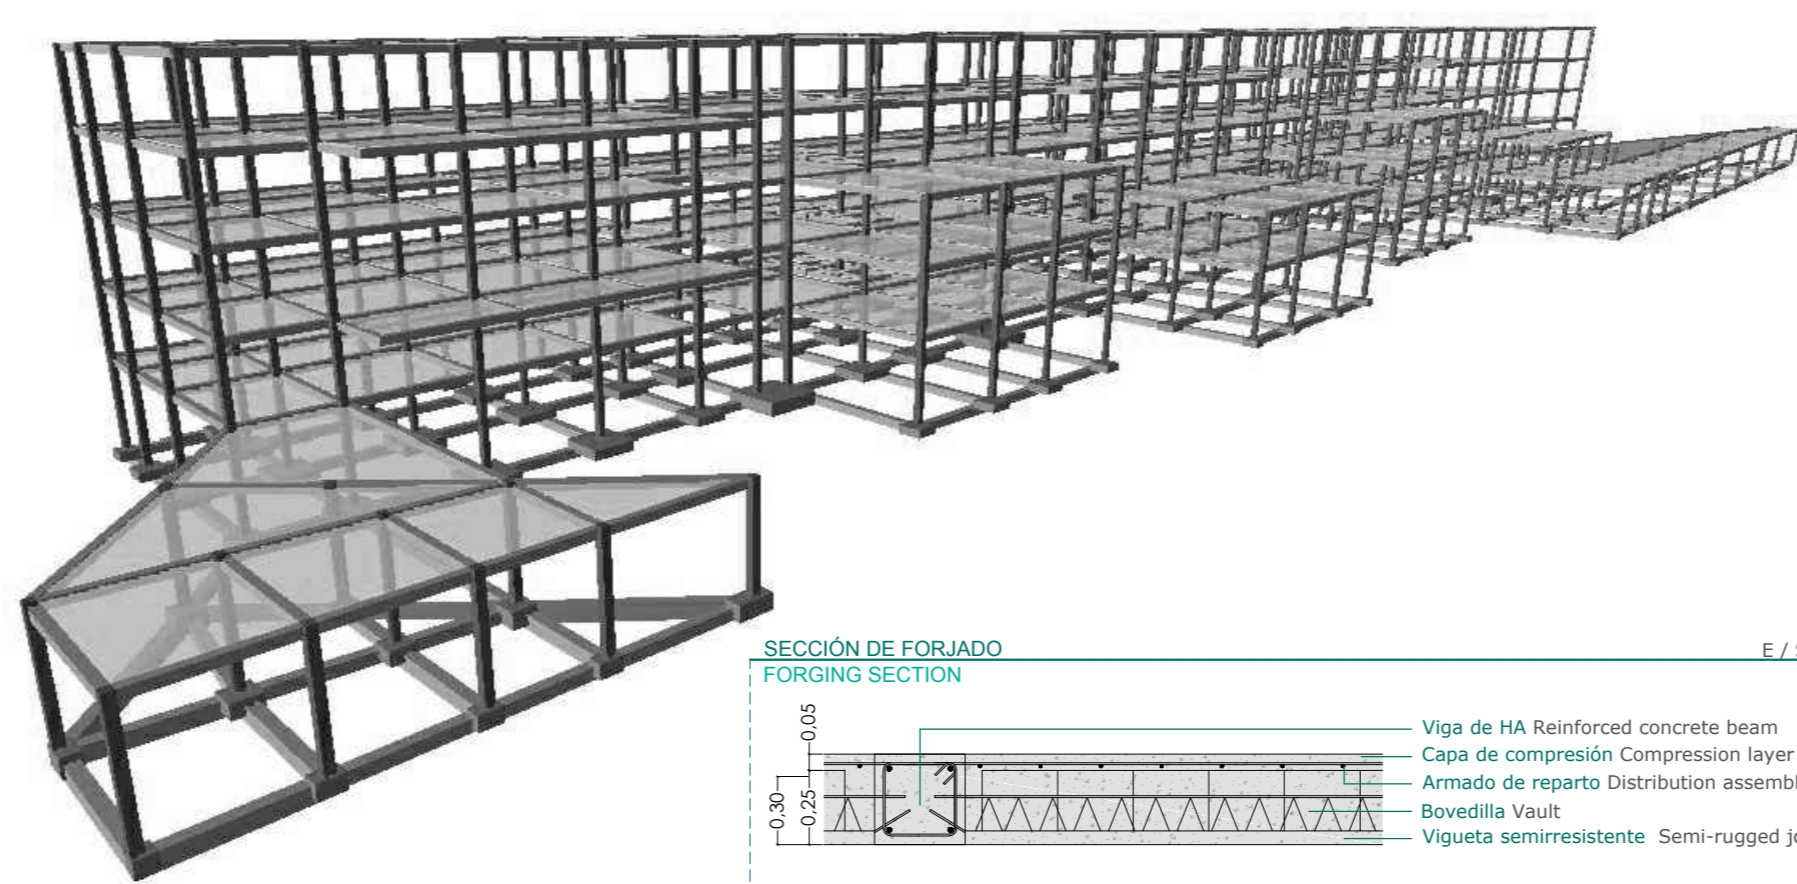 SECCIÓN DE FORJADO
E /
FORGING SECTION
0,05
0,30
0,25
Viga de HA Reinforced concrete beam
Capa de compresión Compression layer
Armado de reparto Distribution
Bovedilla Vault
Vigueta semirresistente Semi-rugged